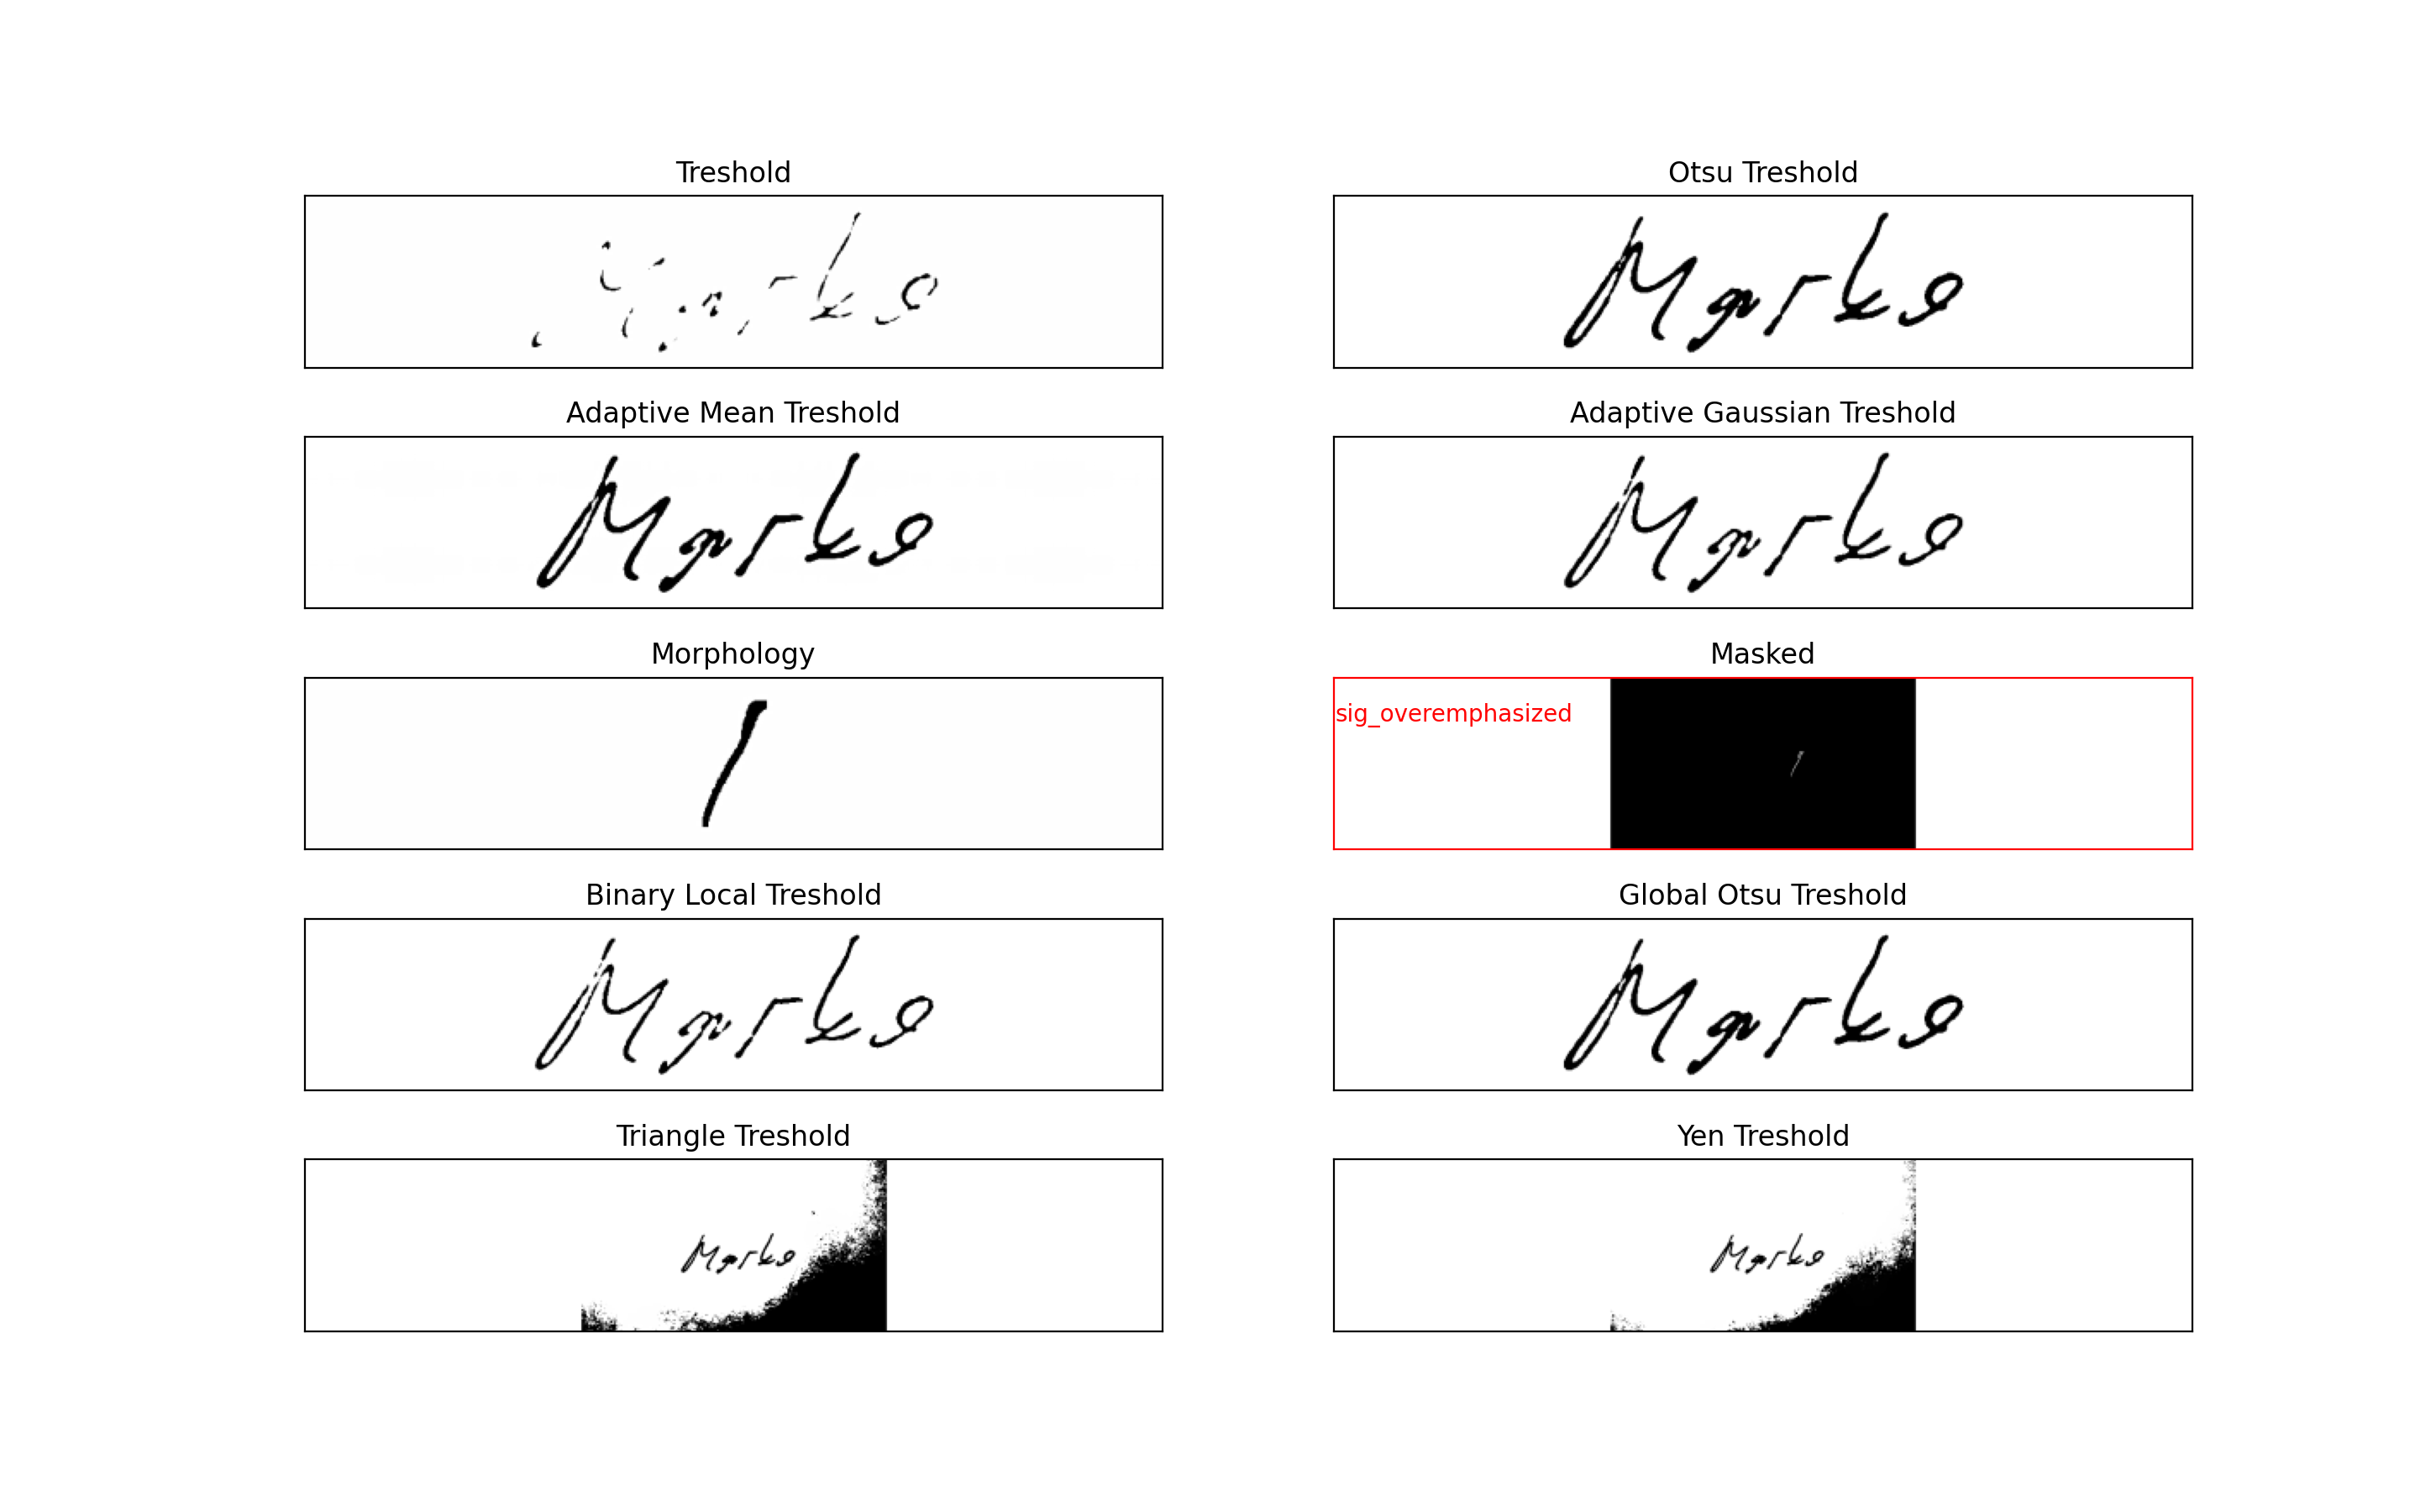 Treshold
Otsu Treshold
Marko
Adaptive Mean Treshold
Adaptive Gaussian Treshold
Marko
Marko
Morphology
Masked
sig_overemphasized
Binary Local Treshold
Global Otsu Treshold
Marko
Marko
Triangle Treshold
Yen Treshold
Marko
Marko